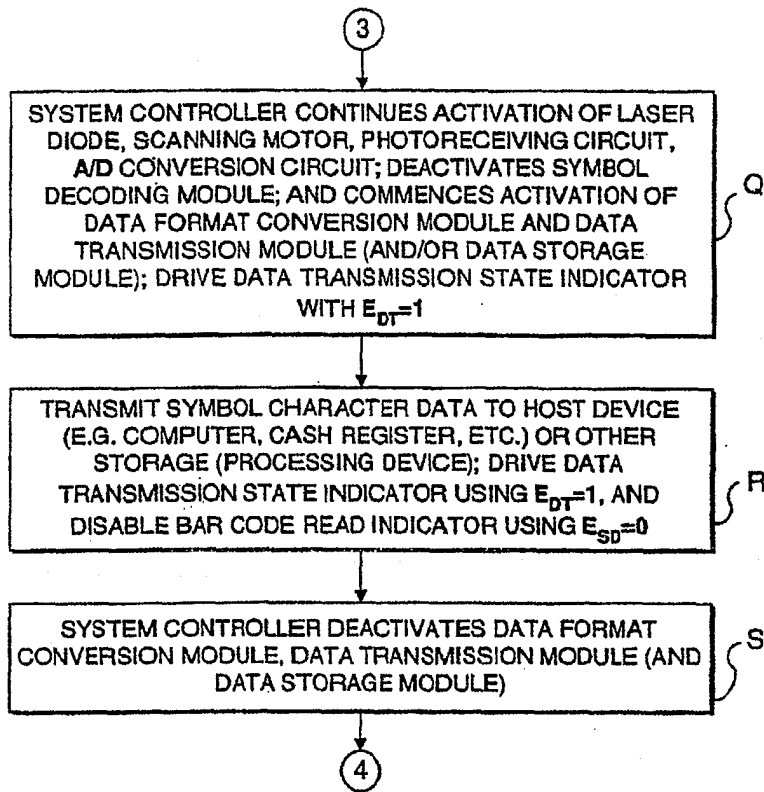 3
SYSTEM CONTROLLER CONTINUES ACTIVATION OF LASER
DIODE, SCANNING MOTOR, PHOTORECEIVING CIRCUIT,
A/D CONVERSION CIRCUIT; DEACTIVATES SYMBOL
DECODING MODULE; AND COMMENCES ACTIVATION OF
DATA FORMAT CONVERSION MODULE AND DATA
TRANSMISSION MODULE (AND/OR DATA STORAGE
MODULE); DRIVE DATA TRANSMISSION STATE INDICATOR
WITH E_DT=1
Q
TRANSMIT SYMBOL CHARACTER DATA TO HOST DEVICE
(E.G. COMPUTER, CASH REGISTER, ETC.) OR OTHER
STORAGE (PROCESSING DEVICE); DRIVE DATA
TRANSMISSION STATE INDICATOR USING E_DT=1, AND
DISABLE BAR CODE READ INDICATOR USING E_SD=0
R
SYSTEM CONTROLLER DEACTIVATES DATA FORMAT
CONVERSION MODULE, DATA TRANSMISSION MODULE (AND
DATA STORAGE MODULE)
S
4